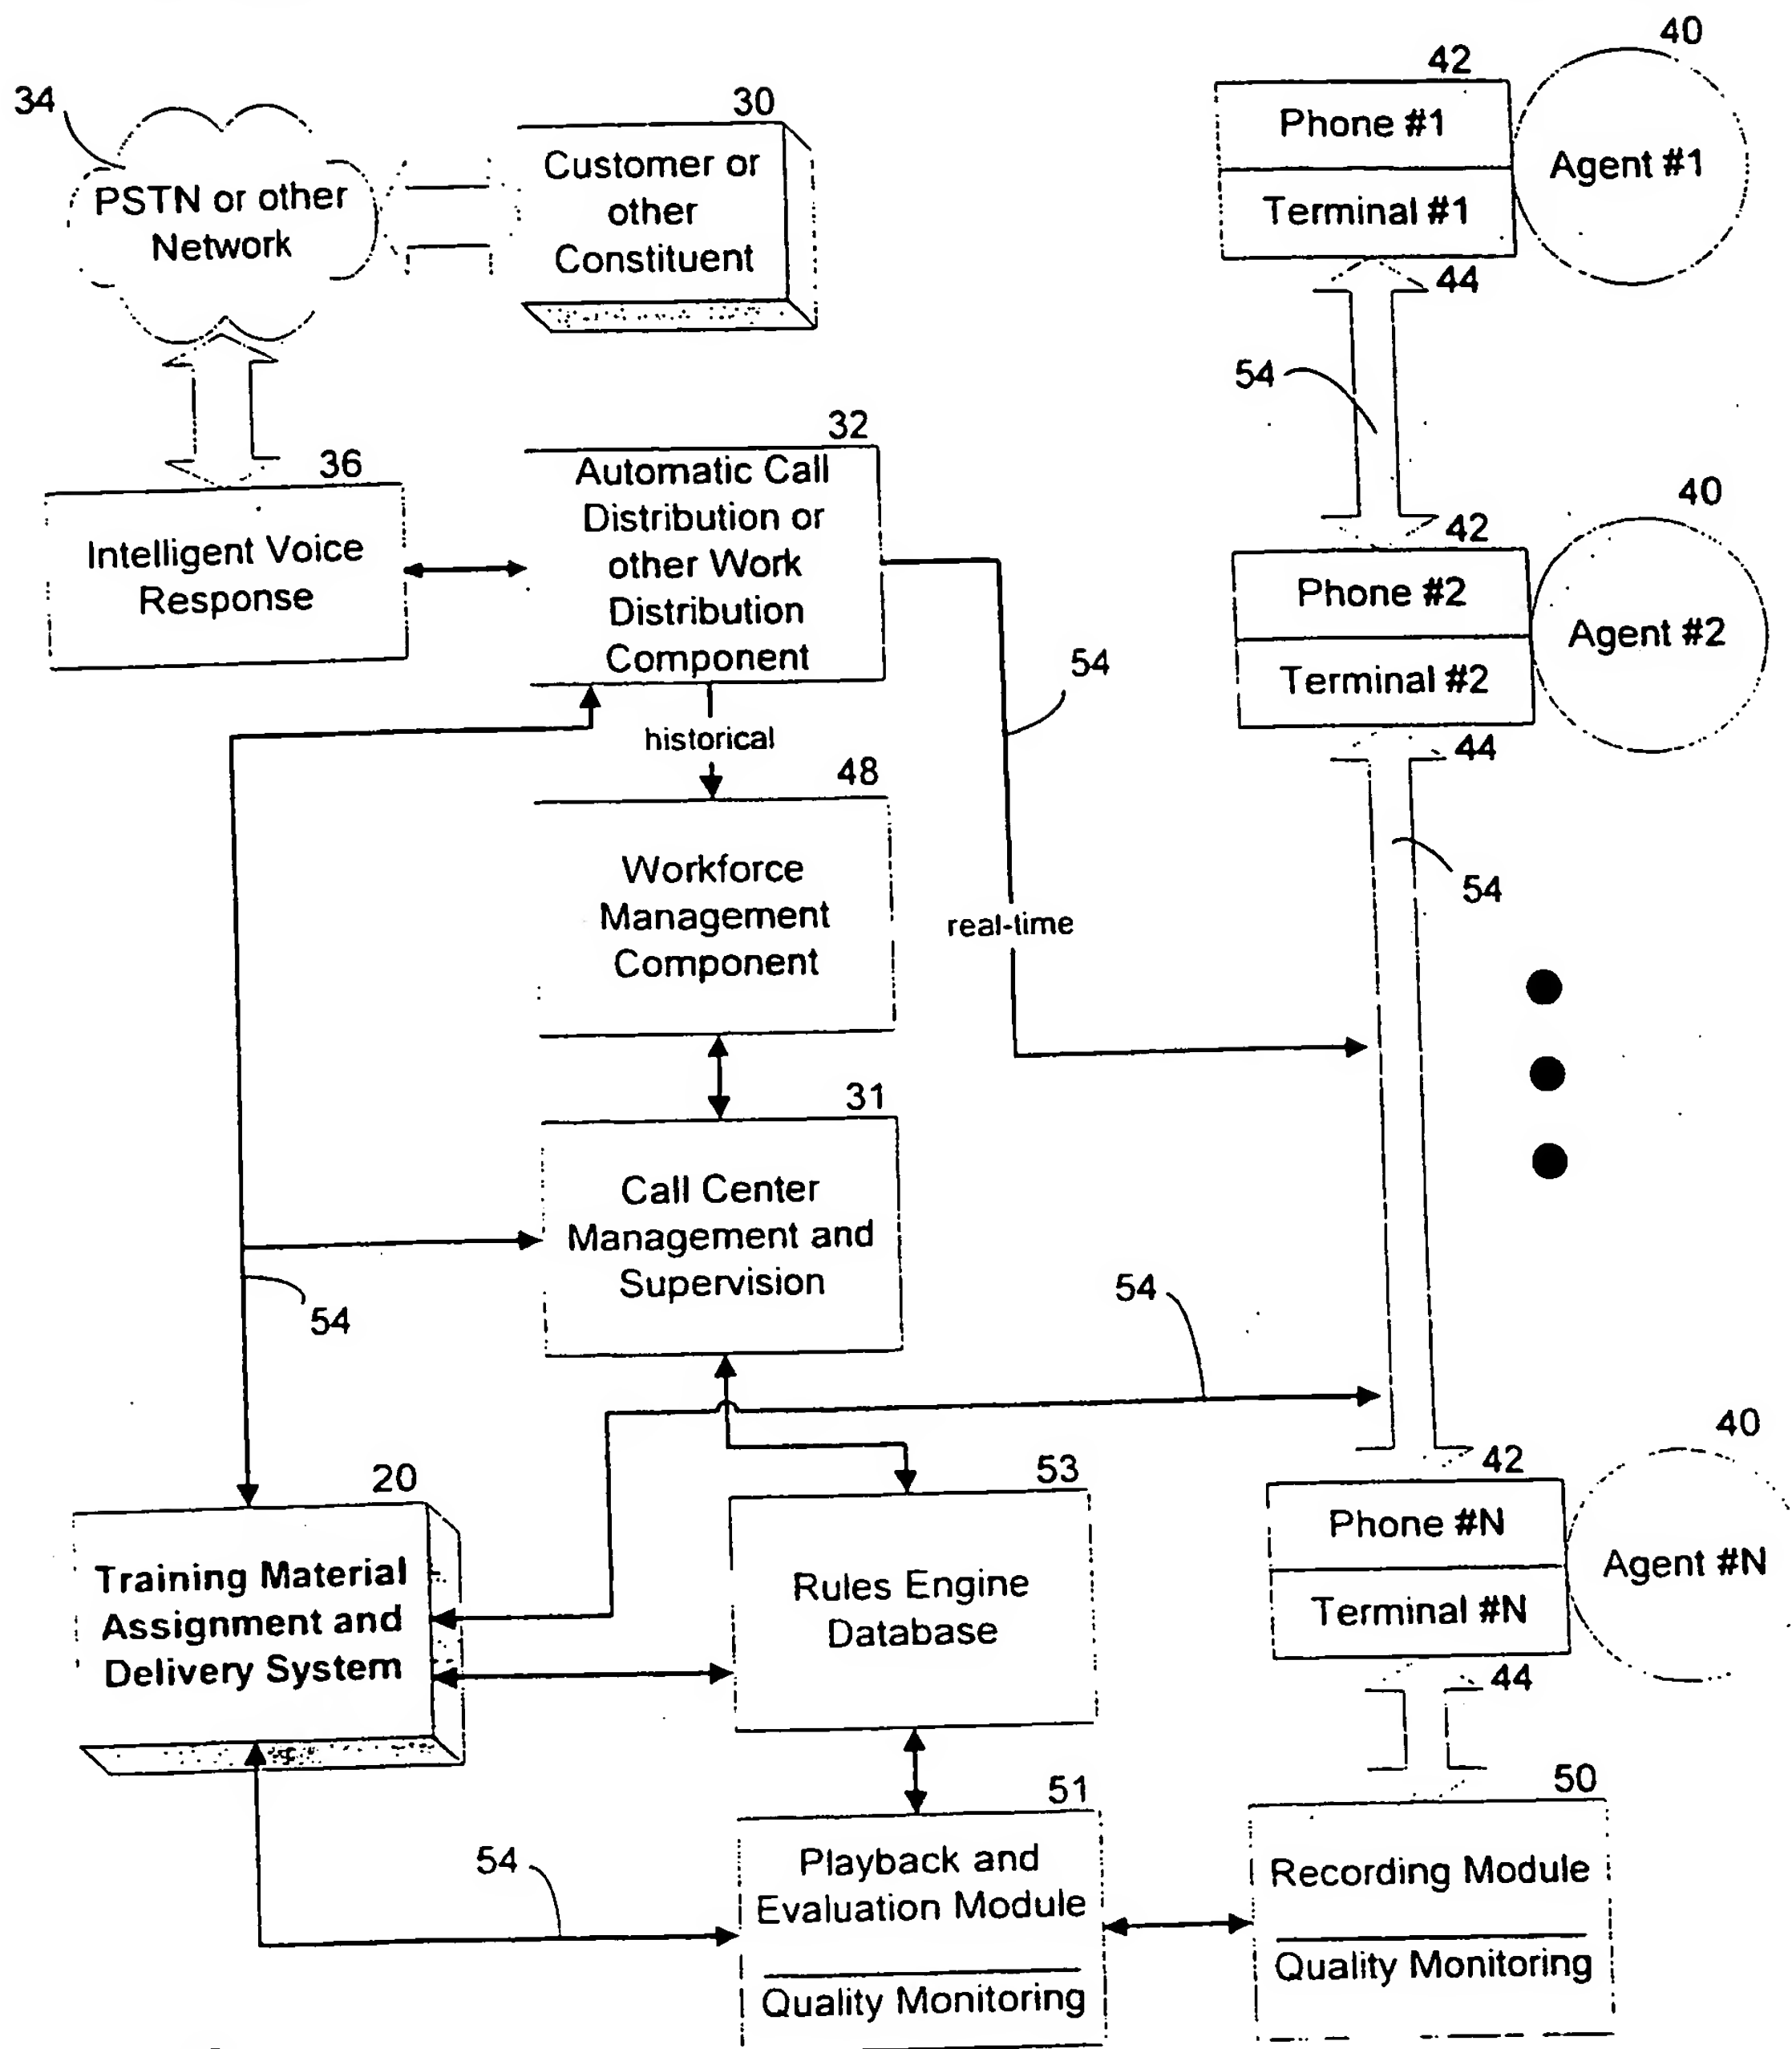 34
PSTN or other
Network
30
Customer or
other
Constituent
42
40
Phone #1
Terminal #1
Agent #1
44
54
36
Intelligent Voice
Response
32
Automatic Call
Distribution or
other Work
Distribution
Component
42
40
Phone #2
Terminal #2
Agent #2
44
54
historical
48
Workforce
Management
Component
54
real-time
31
Call Center
Management and
Supervision
54
54
20
Training Material
Assignment and
Delivery System
53
Rules Engine
Database
42
40
Phone #N
Terminal #N
Agent #N
44
54
51
Playback and
Evaluation Module
Quality Monitoring
50
Recording Module
Quality Monitoring